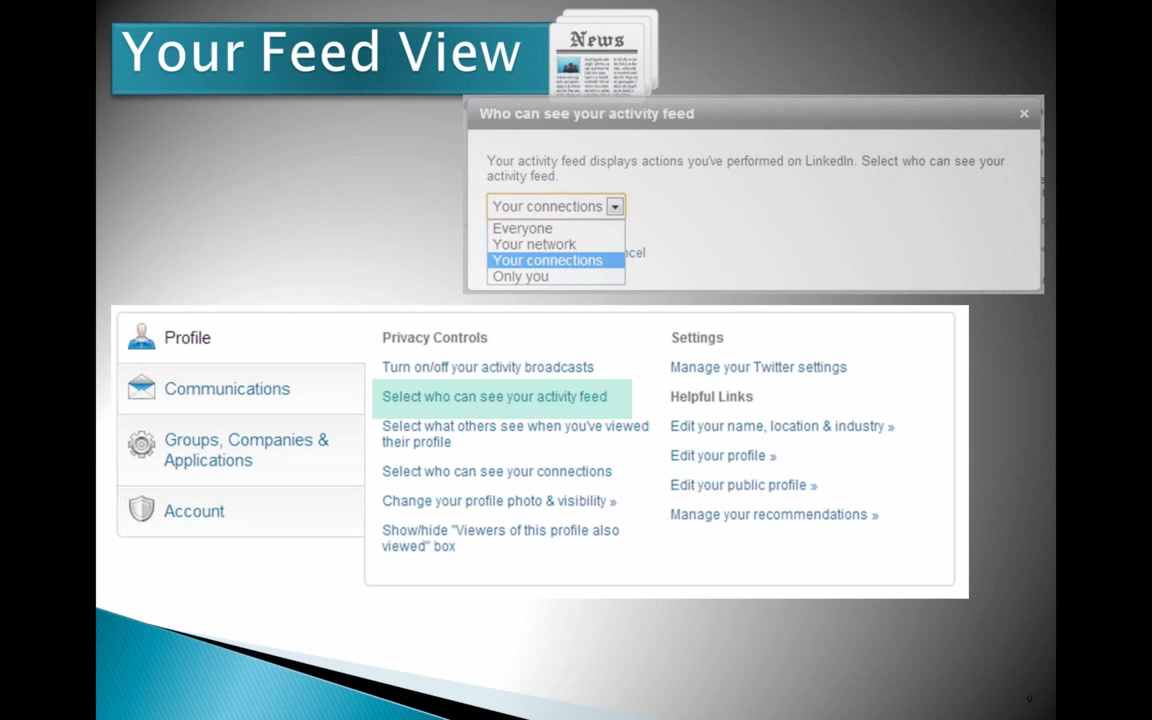 Your Feed View
News
Who can see your activity feed
×
Your activity feed displays actions you've performed on LinkedIn. Select who can see your
activity feed.
Your connections
Everyone
Your network
Your connections
Only you
ncel
Profile
Communications
Groups, Companies &
Applications
Account
Privacy Controls
Turn on/off your activity broadcasts
Select who can see your activity feed
Select what others see when you've viewed
their profile
Select who can see your connections
Change your profile photo & visibility »
Show/hide "Viewers of this profile also
viewed" box
Settings
Manage your Twitter settings
Helpful Links
Edit your name, location & industry »
Edit your profile »
Edit your public profile »
Manage your recommendations »
9